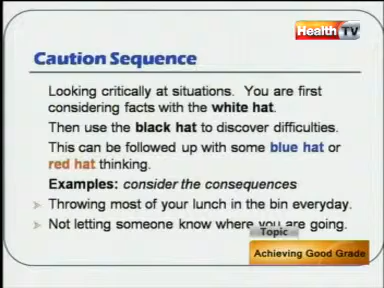 Health TV
Caution Sequence
Looking critically at situations. You are first
considering facts with the white hat.
Then use the black hat to discover difficulties.
This can be followed up with some blue hat or
red hat thinking.
Examples: consider the consequences
Throwing most of your lunch in the bin everyday.
Not letting someone know where you are going.
Topic
Achieving Good Grade